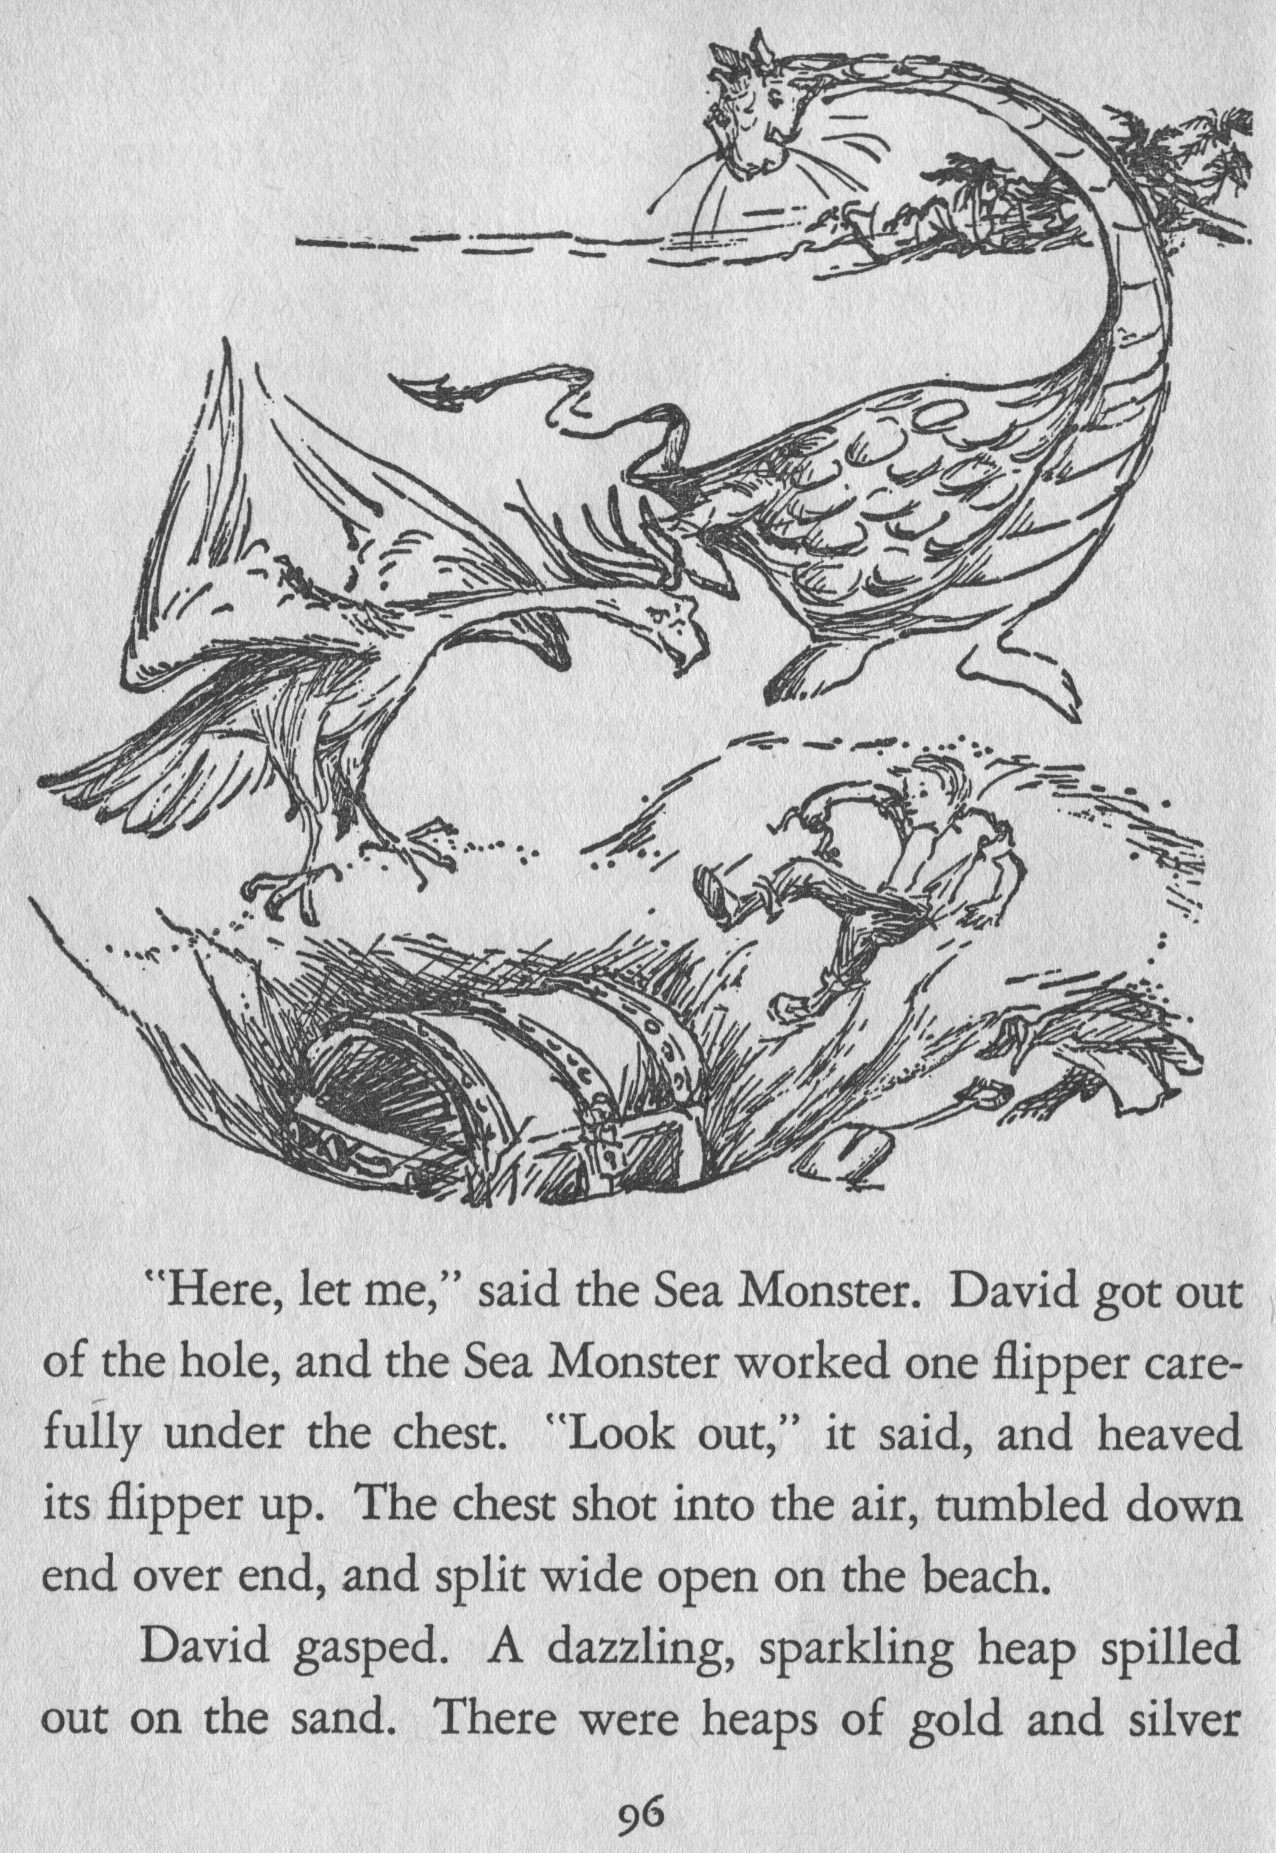 "Here, let me," said the Sea Monster. David got out
of the hole, and the Sea Monster worked one flipper care-
fully under the chest. "Look out," it said, and heaved
its flipper up. The chest shot into the air, tumbled down
end over end, and split wide open on the beach.
David gasped. A dazzling, sparkling heap spilled
out on the sand. There were heaps of gold and silver
96